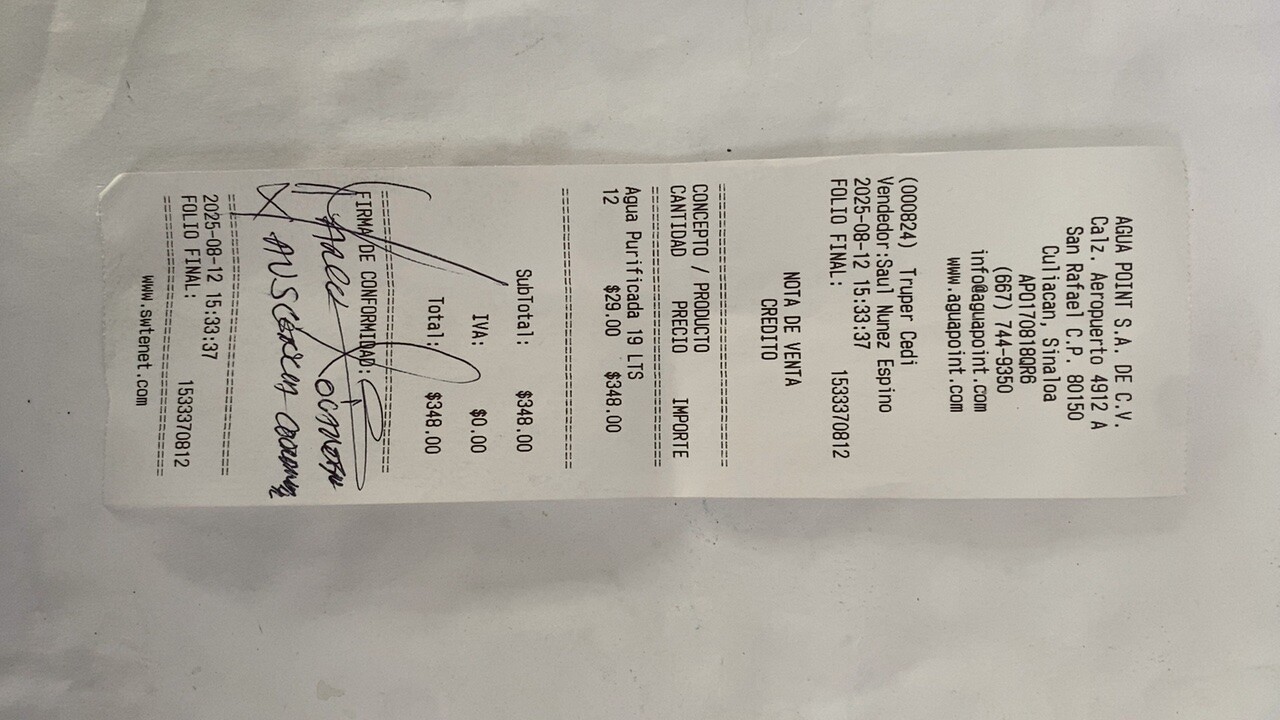 AGUA POINT S.A. DE C.V.
Calz. Aeropuerto 4912 A
San Rafael C.P. 80150
Culiacan, Sinaloa
APO170818QR6
(667) 744-9350
info@aguapoint.com
www.aguapoint.com
(000824) Truper Cedi
Vendedor:Saul Nunez Espino
2025-08-12 15:33:37
FOLIO FINAL: 1533370812
NOTA DE VENTA
CREDITO
CONCEPTO / PRODUCTO
CANTIDAD PRECIO IMPORTE
Agua Purificada 19 LTS
12 $29.00 $348.00
SubTotal: $348.00
IVA: $0.00
Total: $348.00
FIRMA DE CONFORMIDAD:
2025-08-12 15:33:37
FOLIO FINAL: 1533370812
www.swtenet.com